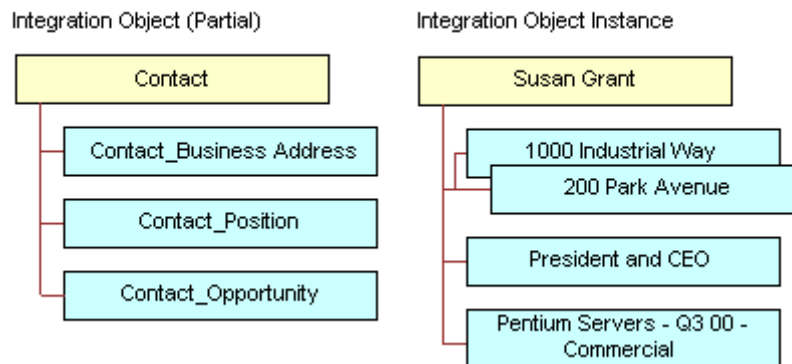 Integration Object (Partial)
Contact
Contact_Business Address
Contact_Position
Contact_Opportunity
Integration Object Instance
Susan Grant
1000 Industrial Way
200 Park Avenue
President and CEO
Pentium Servers - Q3 00 -
Commercial